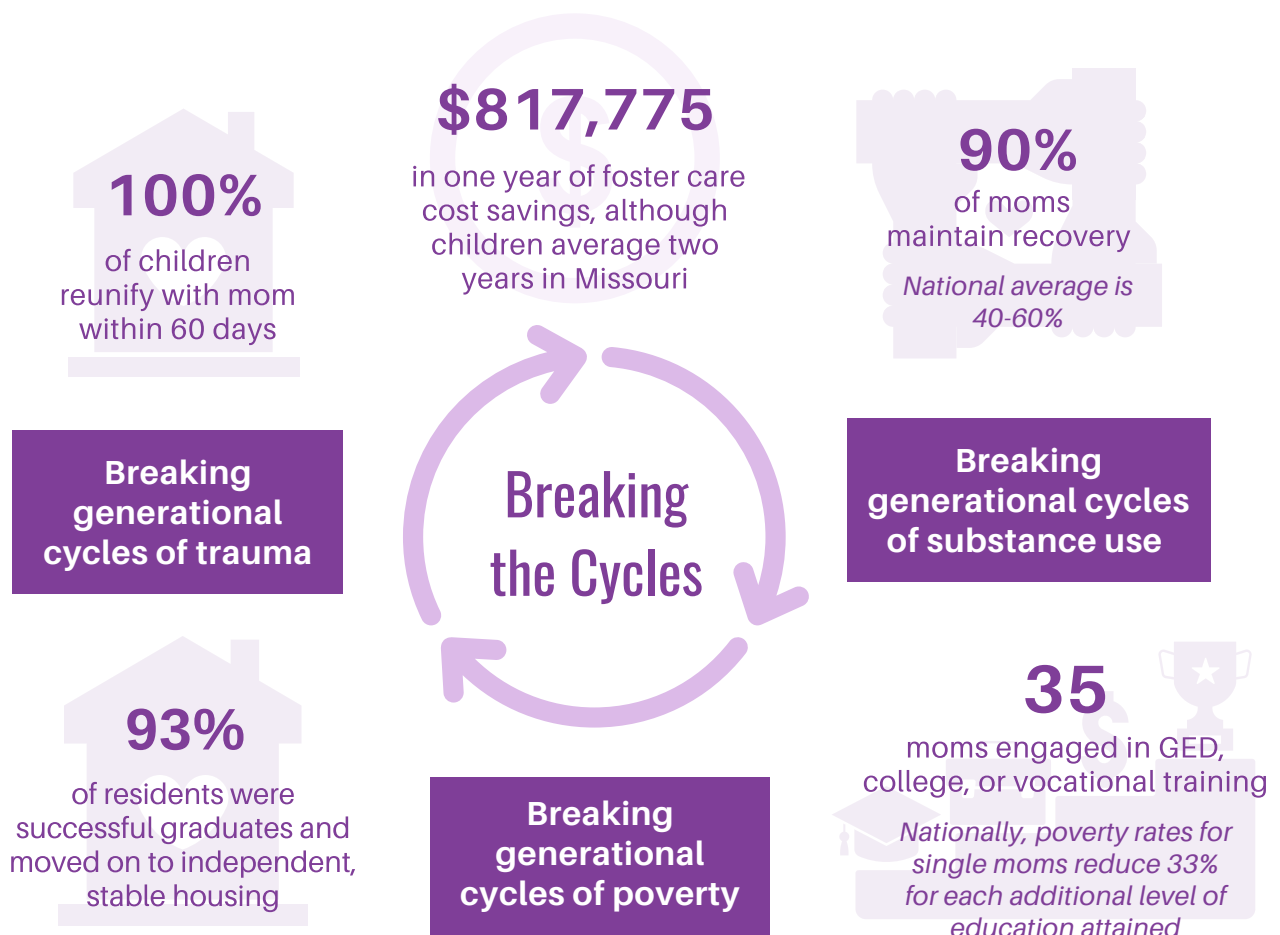 100%
of children
reunify with mom
within 60 days
$817,775
in one year of foster care
cost savings, although
children average two
years in Missouri
90%
of moms
maintain recovery
National average is
40-60%
Breaking
generational
cycles of trauma
Breaking
the Cycles
Breaking
generational cycles
of substance use
93%
of residents were
successful graduates and
moved on to independent,
stable housing
Breaking
generational
cycles of poverty
35
moms engaged in GED,
college, or vocational training
Nationally, poverty rates for
single moms reduce 33%
for each additional level of
education attained